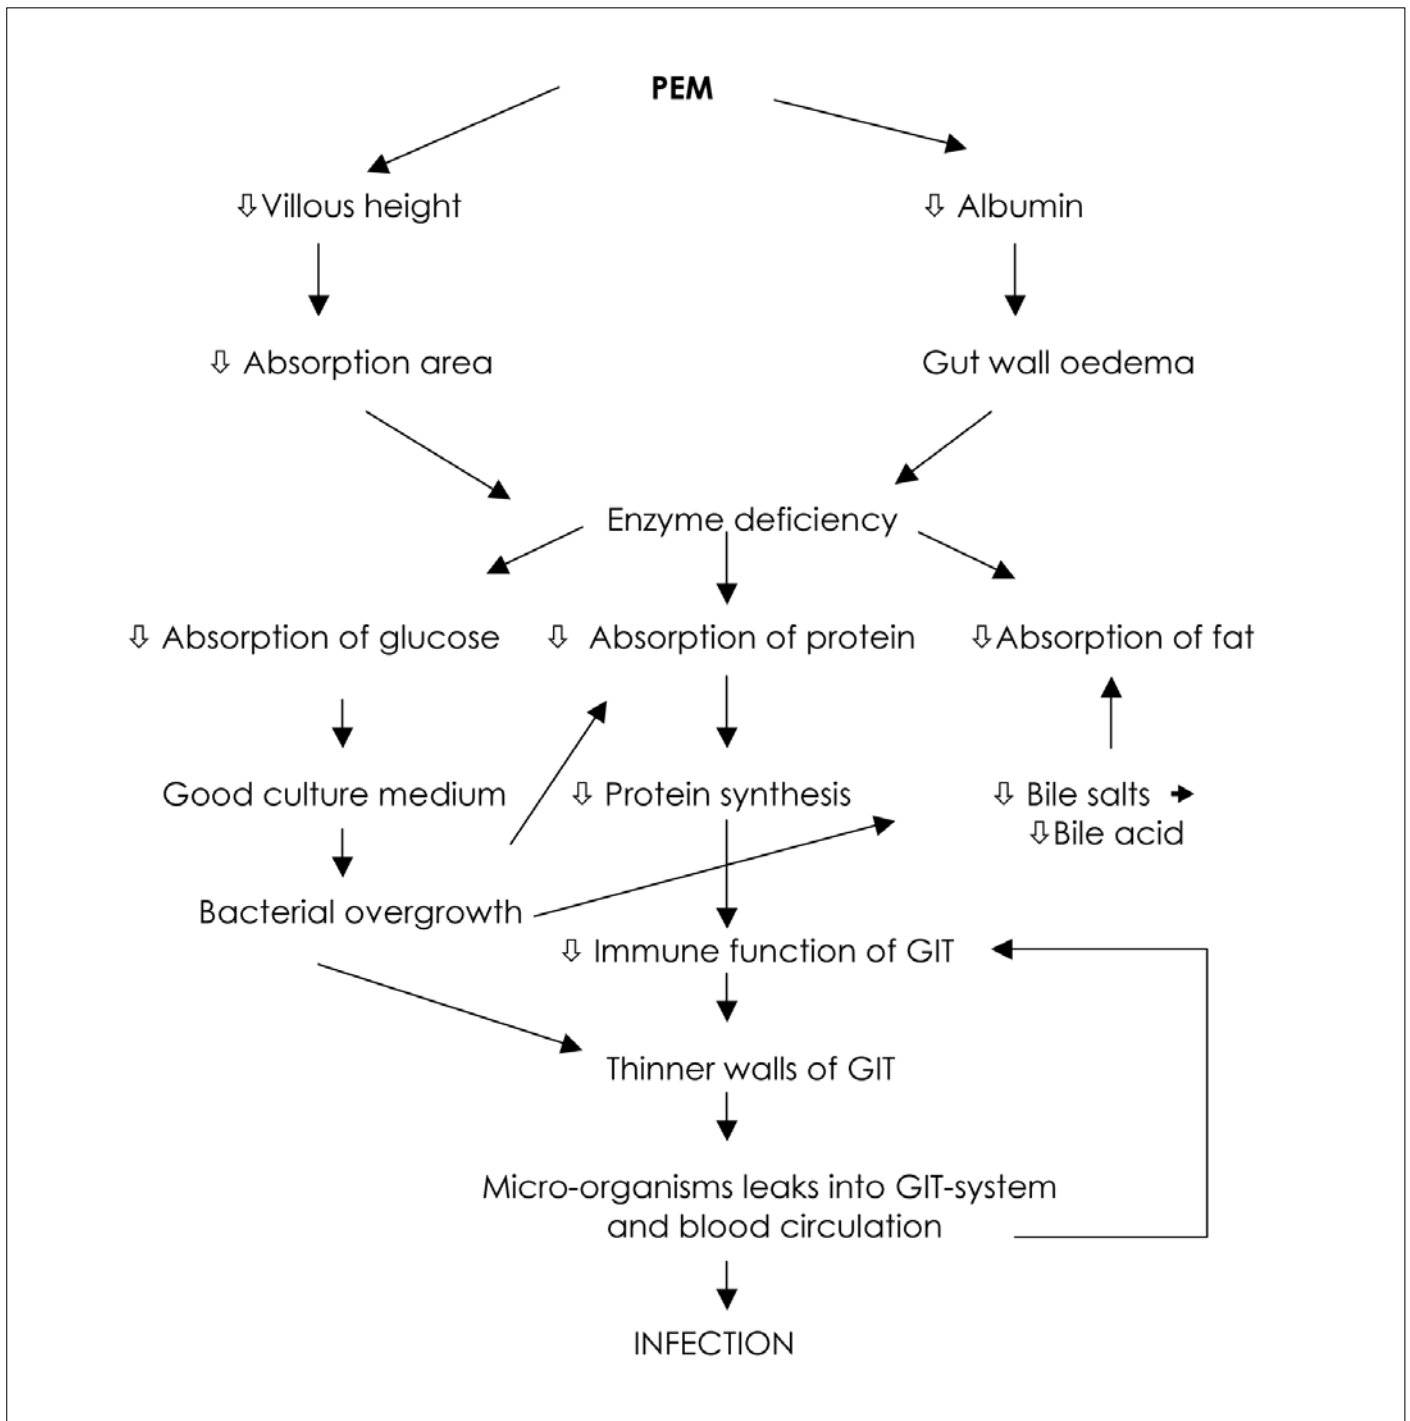 PEM
⇩Villous height
⇩ Albumin
⇩ Absorption area
Gut wall oedema
Enzyme deficiency
⇩ Absorption of glucose
⇩ Absorption of protein
⇩Absorption of fat
Good culture medium
⇩ Protein synthesis
⇩ Bile salts
⇩Bile acid
Bacterial overgrowth
⇩ Immune function of GIT
Thinner walls of GIT
Micro-organisms leaks into GIT-system
and blood circulation
INFECTION